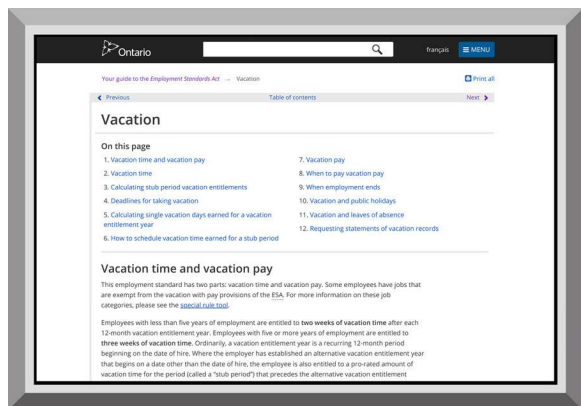 Ontario
français
MENU
Your guide to the Employment Standards Act → Vacation
Print all
Previous
Table of contents
Next
Vacation
On this page
1. Vacation time and vacation pay
2. Vacation time
3. Calculating stub period vacation entitlements
4. Deadlines for taking vacation
5. Calculating single vacation days earned for a vacation
entitlement year
6. How to schedule vacation time earned for a stub period
7. Vacation pay
8. When to pay vacation pay
9. When employment ends
10. Vacation and public holidays
11. Vacation and leaves of absence
12. Requesting statements of vacation records
Vacation time and vacation pay
This employment standard has two parts: vacation time and vacation pay. Some employees have jobs that
are exempt from the vacation with pay provisions of the ESA. For more information on these job
categories, please see the special rule tool.
Employees with less than five years of employment are entitled to two weeks of vacation time after each
12-month vacation entitlement year. Employees with five or more years of employment are entitled to
three weeks of vacation time. Ordinarily, a vacation entitlement year is a recurring 12-month period
beginning on the date of hire. Where the employer has established an alternative vacation entitlement year
that begins on a date other than the date of hire, the employee is also entitled to a pro-rated amount of
vacation time for the period (called a "stub period") that precedes the alternative vacation entitlement